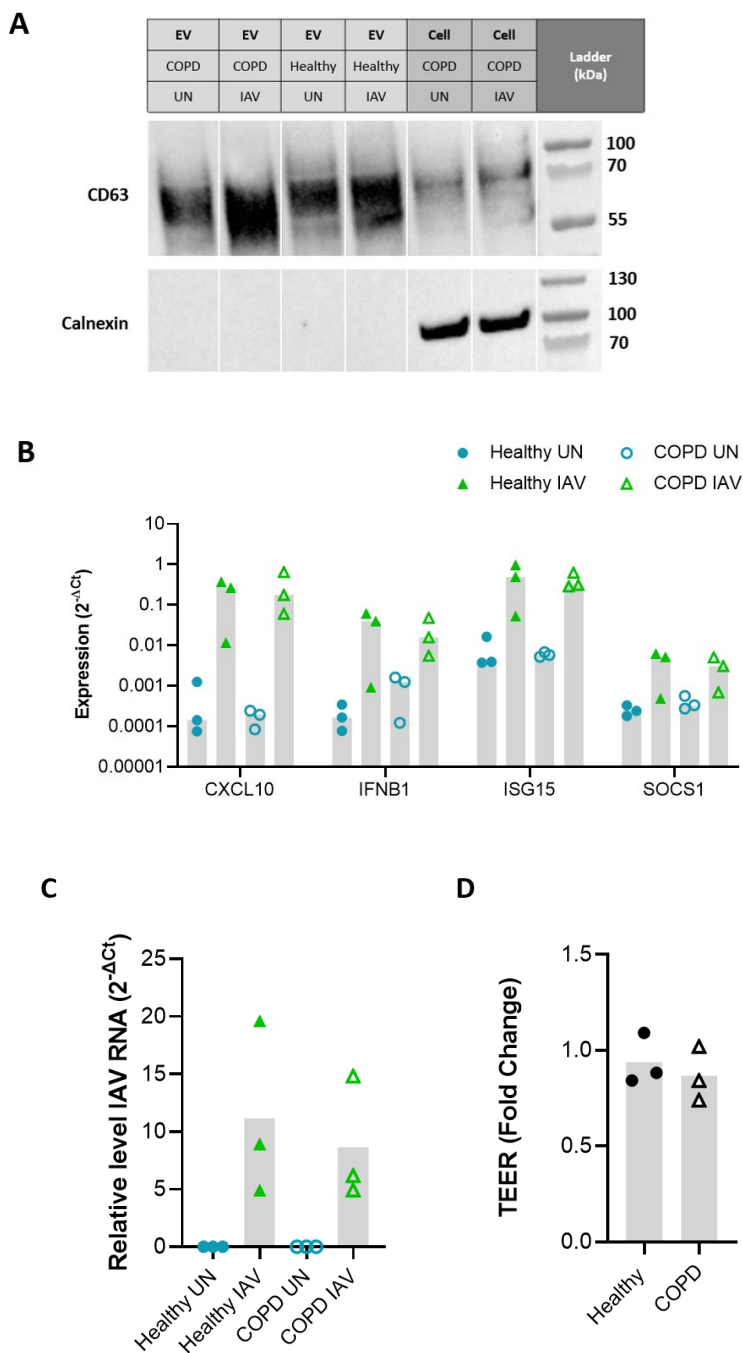 A
EV EV EV EV Cell Cell Ladder (kDa)
COPD COPD Healthy Healthy COPD COPD
UN IAV UN IAV UN IAV
CD63
100
70
55
Calnexin
130
100
70
B
Healthy UN COPD UN
Healthy IAV COPD IAV
Expression (2-ΔCt)
10
1
0.1
0.01
0.001
0.0001
0.00001
CXCL10 IFNB1 ISG15 SOCS1
C
Relative level IAV RNA (2-ΔCt)
25
20
15
10
5
0
Healthy UN
Healthy IAV
COPD UN
COPD IAV
D
TEER (Fold Change)
1.5
1.0
0.5
0.0
Healthy
COPD